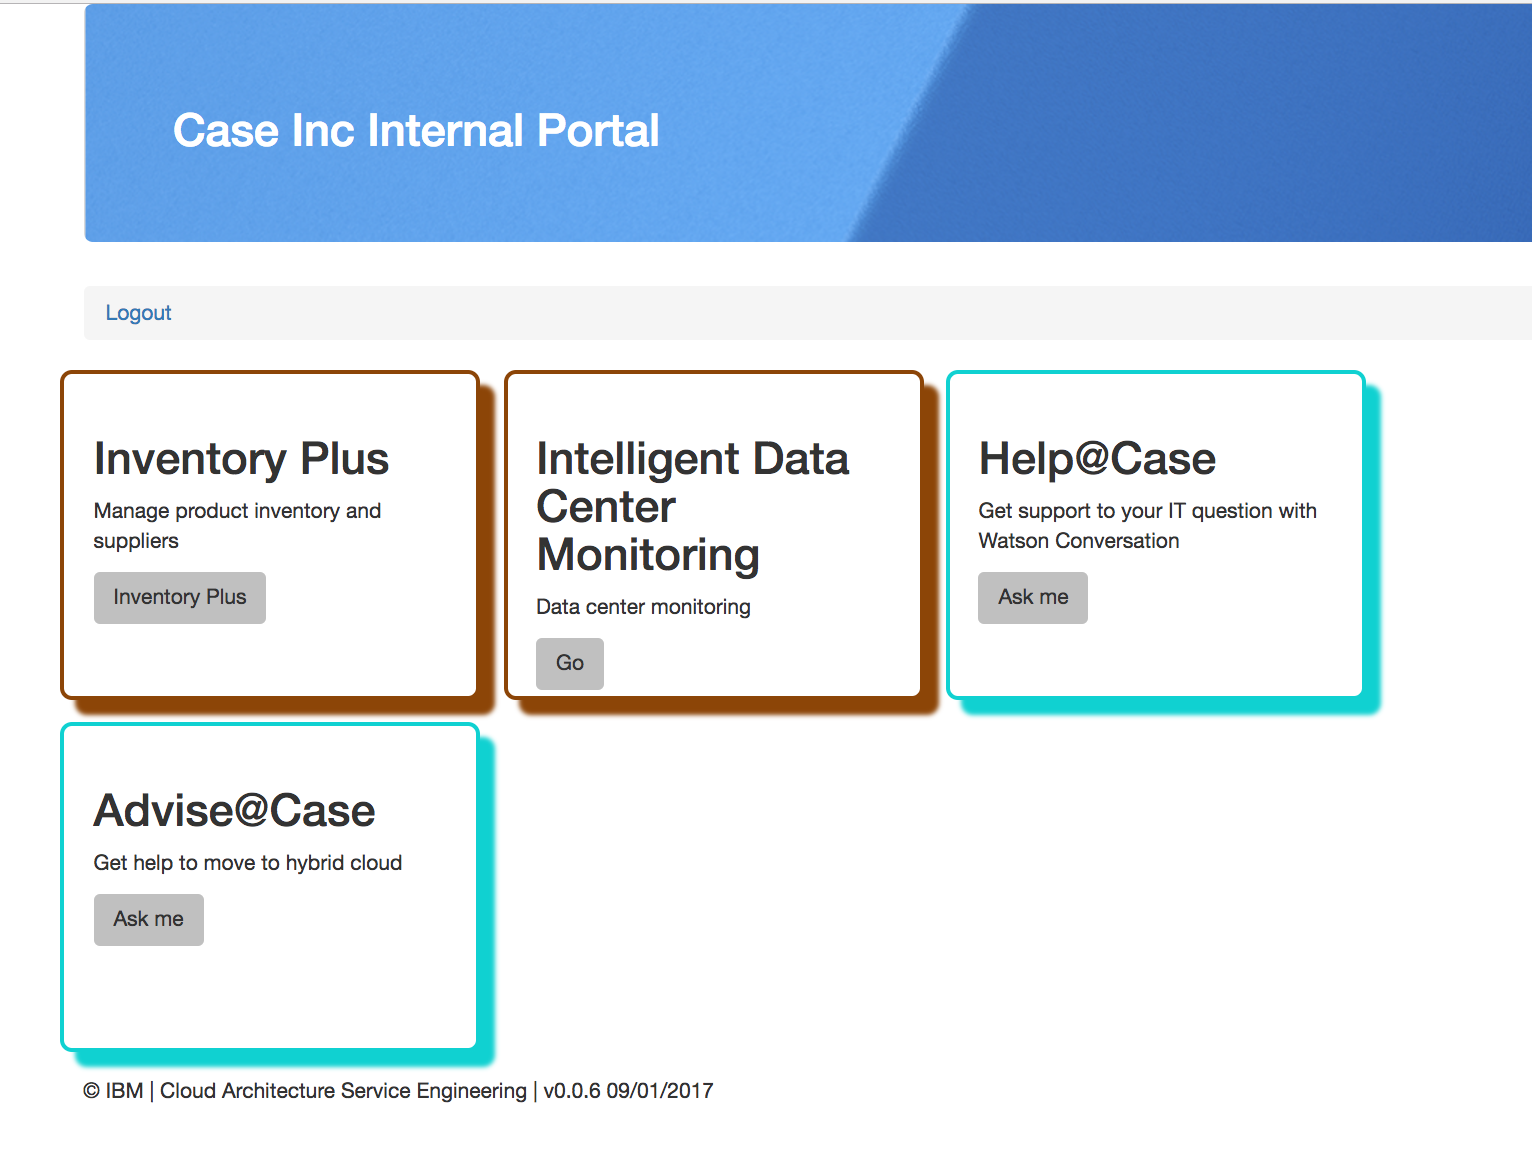 Case Inc Internal Portal
Logout
Inventory Plus
Manage product inventory and
suppliers
Inventory Plus
Intelligent Data
Center
Monitoring
Data center monitoring
Go
Help@Case
Get support to your IT question with
Watson Conversation
Ask me
Advise@Case
Get help to move to hybrid cloud
Ask me
© IBM | Cloud Architecture Service Engineering | v0.0.6 09/01/2017